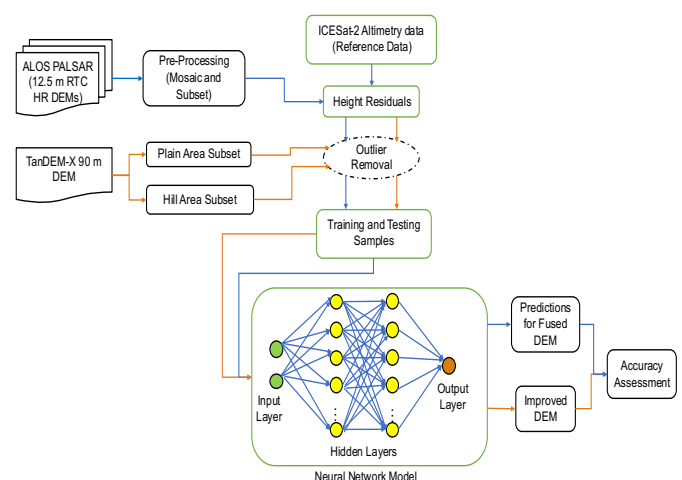 ICESat-2 Altimetry data
(Reference Data)
ALOS PALSAR
(12.5 m RTC
HR DEMs)
Pre-Processing
(Mosaic and
Subset)
Height Residuals
TanDEM-X 90 m
DEM
Plain Area Subset
Hill Area Subset
Outlier
Removal
Training and Testing
Samples
Input
Layer
Hidden Layers
Output
Layer
Neural Network Model
Predictions
for Fused
DEM
Improved
DEM
Accuracy
Assessment